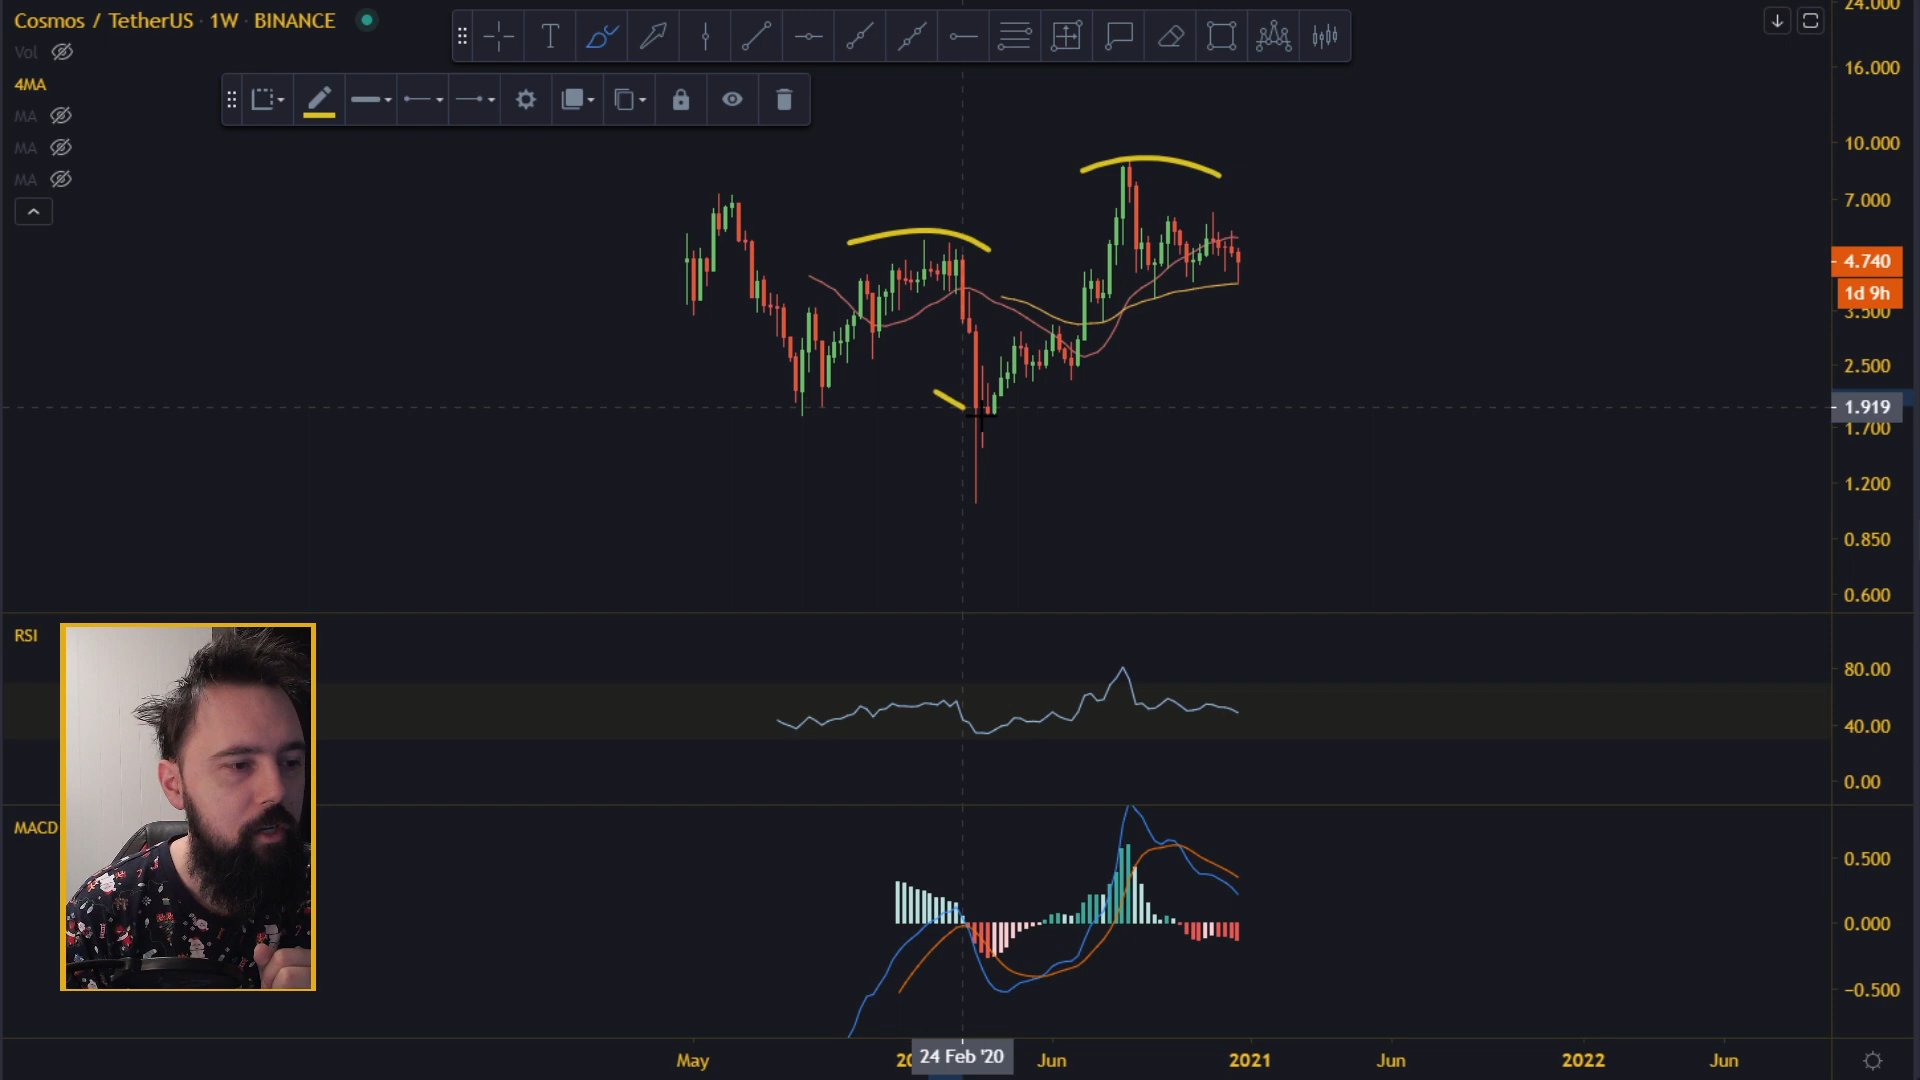 Cosmos / TetherUS · 1W · BINANCE
Vol
4MA
MA
MA
MA
T
24.000
16.000
10.000
7.000
4.740
1d 9h
3.500
2.500
1.919
1.700
1.200
0.850
0.600
RSI
80.00
40.00
0.00
MACD
0.500
0.000
−0.500
May
20
24 Feb '20
Jun
2021
Jun
2022
Jun